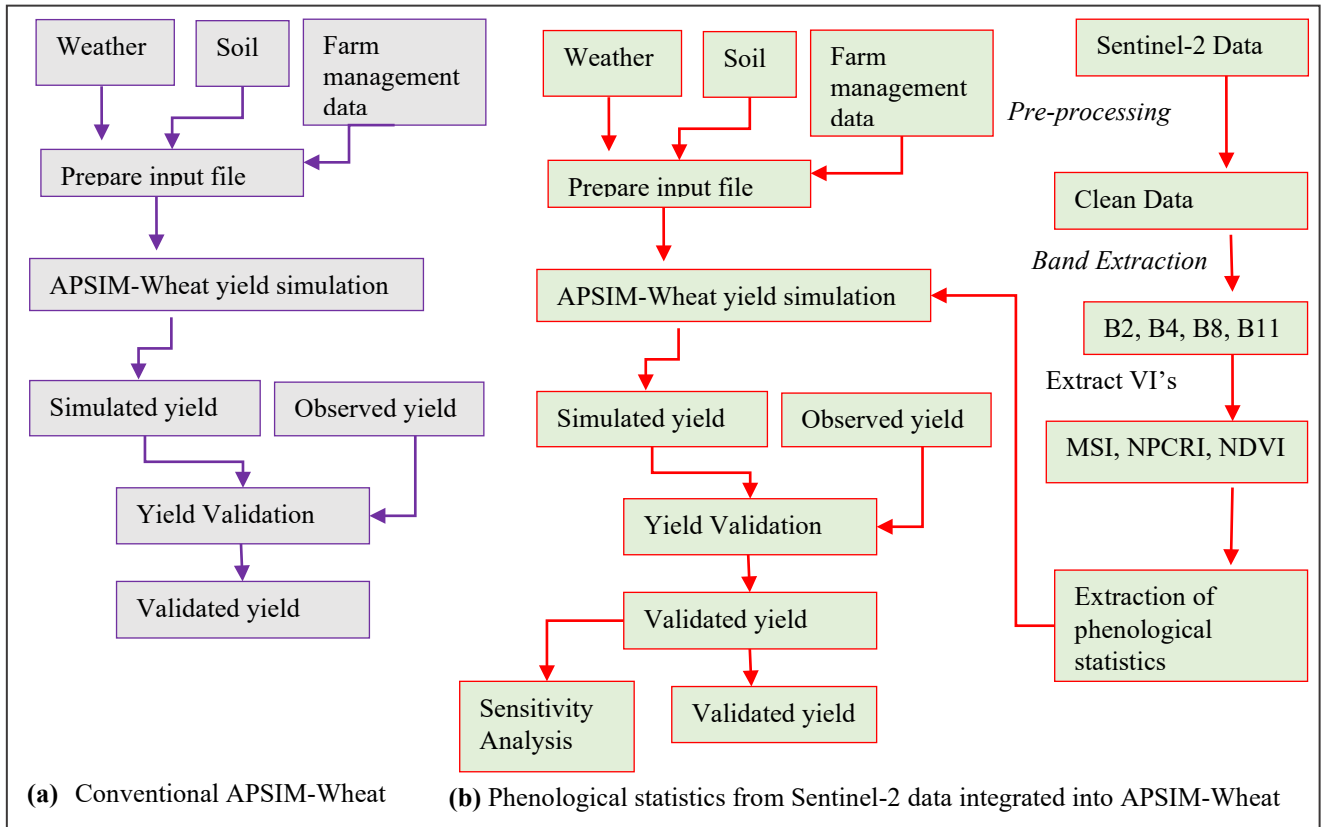 Weather
Soil
Farm
management
data
Prepare input file
APSIM-Wheat yield simulation
Simulated yield
Observed yield
Yield Validation
Validated yield
Weather
Soil
Farm
management
data
Prepare input file
APSIM-Wheat yield simulation
Simulated yield
Observed yield
Yield Validation
Validated yield
Sensitivity
Analysis
Validated yield
Sentinel-2 Data
Pre-processing
Clean Data
Band Extraction
B2, B4, B8, B11
Extract VI’s
MSI, NPCRI, NDVI
Extraction of
phenological
statistics
(a) Conventional APSIM-Wheat
(b) Phenological statistics from Sentinel-2 data integrated into APSIM-Wheat